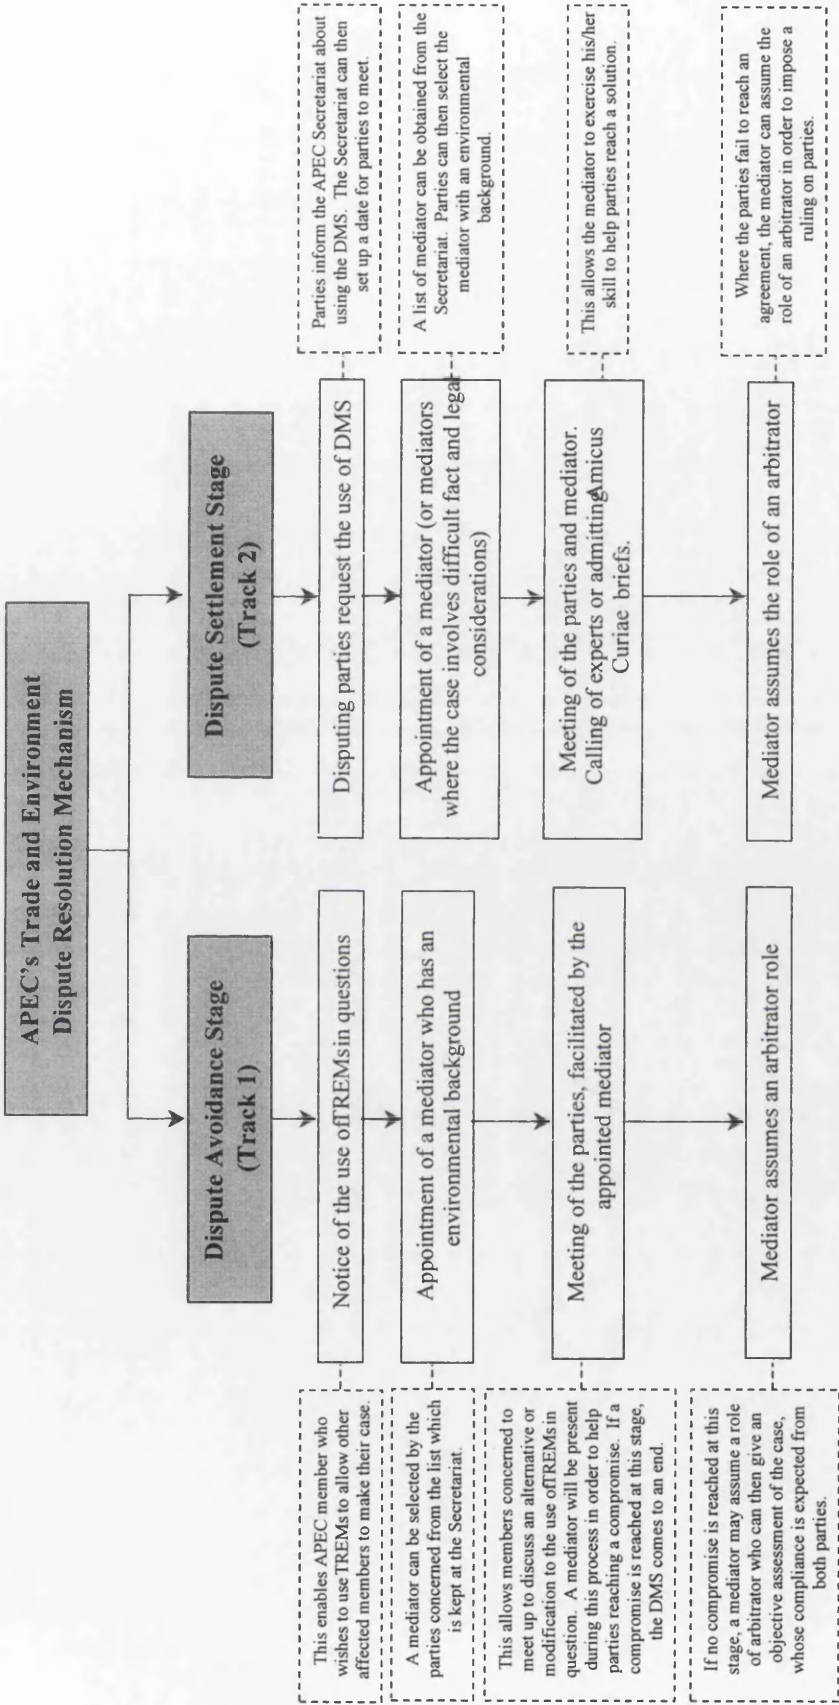 APEC's Trade and Environment
Dispute Resolution Mechanism
Dispute Avoidance Stage
(Track 1)
Dispute Settlement Stage
(Track 2)
This enables APEC member who
wishes to use TREMs to allow other
affected members to make their case.
Notice of the use ofTREMs in questions
Disputing parties request the use of DMS
Parties inform the APEC Secretariat about
using the DMS. The Secretariat can then
set up a date for parties to meet.
A mediator can be selected by the
parties concerned from the list which
is kept at the Secretariat.
Appointment of a mediator who has an
environmental background
Appointment of a mediator (or mediators
where the case involves difficult fact and legal
considerations)
A list of mediator can be obtained from the
Secretariat. Parties can then select the
mediator with an environmental
background.
This allows members concerned to
meet up to discuss an alternative or
modification to the use ofTREMs in
question. A mediator will be present
during this process in order to help
parties reaching a compromise. If a
compromise is reached at this stage,
the DMS comes to an end.
Meeting of the parties, facilitated by the
appointed mediator
Meeting of the parties and mediator.
Calling of experts or admitting Amicus
Curiae briefs.
This allows the mediator to exercise his/her
skill to help parties reach a solution.
If no compromise is reached at this
stage, a mediator may assume a role
of arbitrator who can then give an
objective assessment of the case,
whose compliance is expected from
both parties.
Mediator assumes an arbitrator role
Mediator assumes the role of an arbitrator
Where the parties fail to reach an
agreement, the mediator can assume the
role of an arbitrator in order to impose a
ruling on parties.